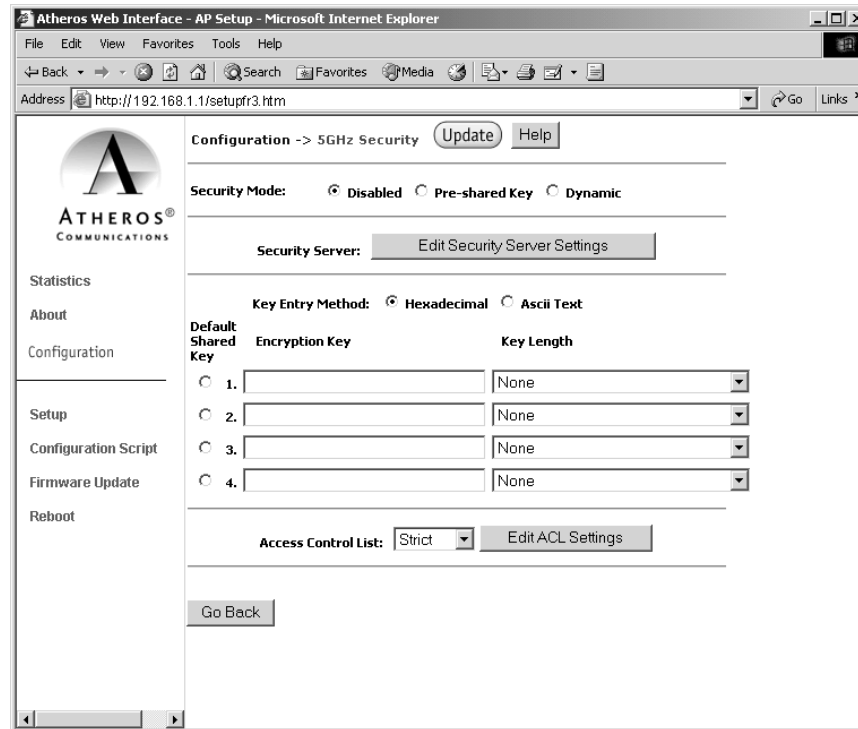 Atheros Web Interface - AP Setup - Microsoft Internet Explorer
File Edit View Favorites Tools Help
Back Search Favorites Media
Address http://192.168.1.1/setupfr3.htm Go Links
ATHEROS®
COMMUNICATIONS
Statistics
About
Configuration
Setup
Configuration Script
Firmware Update
Reboot
Configuration -> 5GHz Security Update Help
Security Mode: Disabled Pre-shared Key Dynamic
Security Server: Edit Security Server Settings
Key Entry Method: Hexadecimal Ascii Text
Default
Shared Encryption Key Key Length
Key
1. None
2. None
3. None
4. None
Access Control List: Strict Edit ACL Settings
Go Back